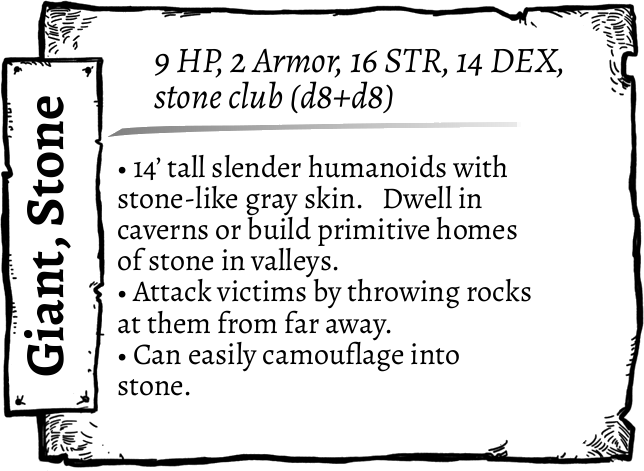 Giant, Stone
9 HP, 2 Armor, 16 STR, 14 DEX,
stone club (d8+d8)
• 14’ tall slender humanoids with
stone-like gray skin. Dwell in
caverns or build primitive homes
of stone in valleys.
• Attack victims by throwing rocks
at them from far away.
• Can easily camouflage into
stone.